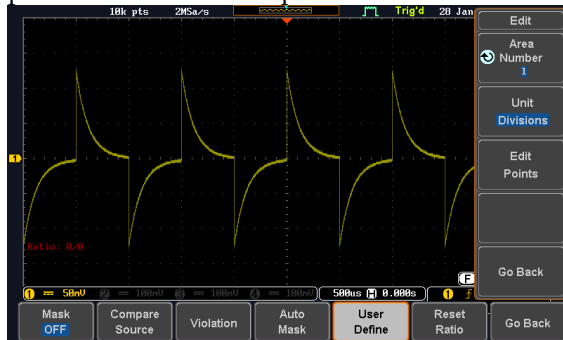 10k pts 2MSa/s Trig'd 28 Jan
Edit
Area
Number
1
Unit
Divisions
Edit
Points
Go Back
1
Ratio: 0/0
F
1 50mV 2 100mV 3 100mV 4 100mV 500us H 0.000s 1
Mask
OFF
Compare
Source
Violation
Auto
Mask
User
Define
Reset
Ratio
Go Back